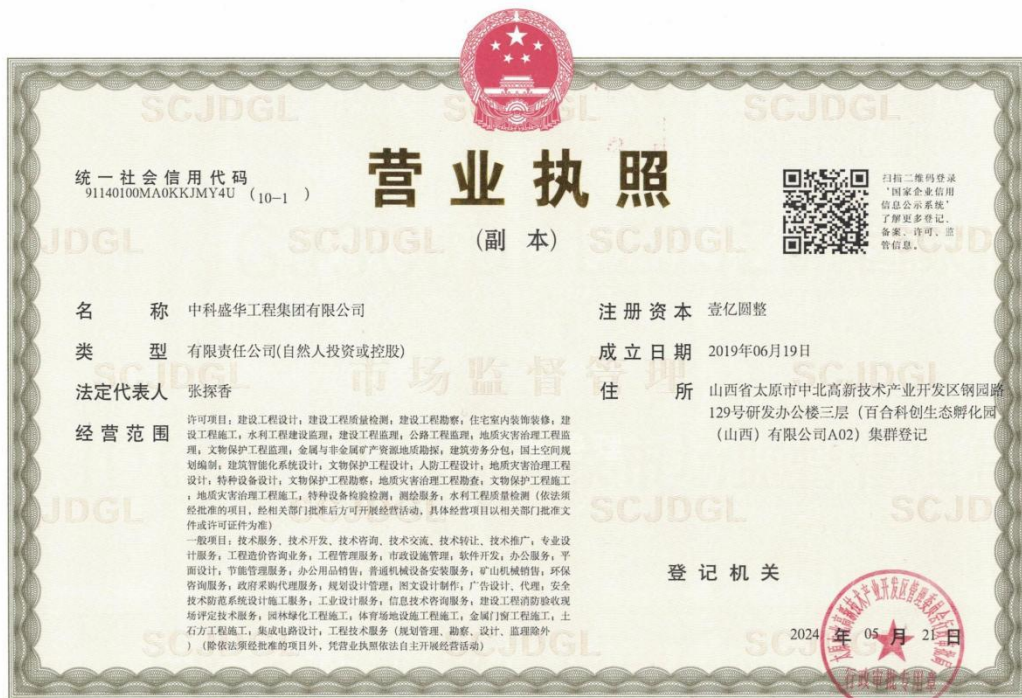 营业执照
(副 本)
统一社会信用代码
91140100MA0KKJMY4U (10-1 )
扫描二维码登录
'国家企业信用
信息公示系统'
了解更多登记、
备案、许可、监
管信息。
名 称 中科盛华工程集团有限公司
类 型 有限责任公司(自然人投资或控股)
法定代表人 张探香
经营范围 许可项目：建设工程设计；建设工程质量检测；建设工程勘察；住宅室内装饰装修；建
设工程施工；水利工程建设监理；建设工程监理；公路工程监理；地质灾害治理工程监
理；文物保护工程监理；金属与非金属矿产资源地质勘探；建筑劳务分包；国土空间规
划编制；建筑智能化系统设计；文物保护工程设计；人防工程设计；地质灾害治理工程
设计；特种设备设计；文物保护工程勘察；地质灾害治理工程勘查；文物保护工程施工
；地质灾害治理工程施工；特种设备检验检测；测绘服务；水利工程质量检测（依法须
经批准的项目，经相关部门批准后方可开展经营活动，具体经营项目以相关部门批准文
件或许可证件为准）
一般项目：技术服务、技术开发、技术咨询、技术交流、技术转让、技术推广；专业设
计服务；工程造价咨询业务；工程管理服务；市政设施管理；软件开发；办公服务；平
面设计；节能管理服务；办公用品销售；普通机械设备安装服务；矿山机械销售；环保
咨询服务；政府采购代理服务；规划设计管理；图文设计制作；广告设计、代理；安全
技术防范系统设计施工服务；工业设计服务；信息技术咨询服务；建设工程消防验收现
场评定技术服务；园林绿化工程施工；体育场地设施工程施工；金属门窗工程施工；土
石方工程施工；集成电路设计；工程技术服务（规划管理、勘察、设计、监理除外
）（除依法须经批准的项目外，凭营业执照依法自主开展经营活动）
注册资本 壹亿圆整
成立日期 2019年06月19日
住 所 山西省太原市中北高新技术产业开发区钢园路
129号研发办公楼三层（百合科创生态孵化园
（山西）有限公司A02）集群登记
登记机关
2024 年 05 月 21 日
行政审批专用章
SCJDGL
市场监督管理